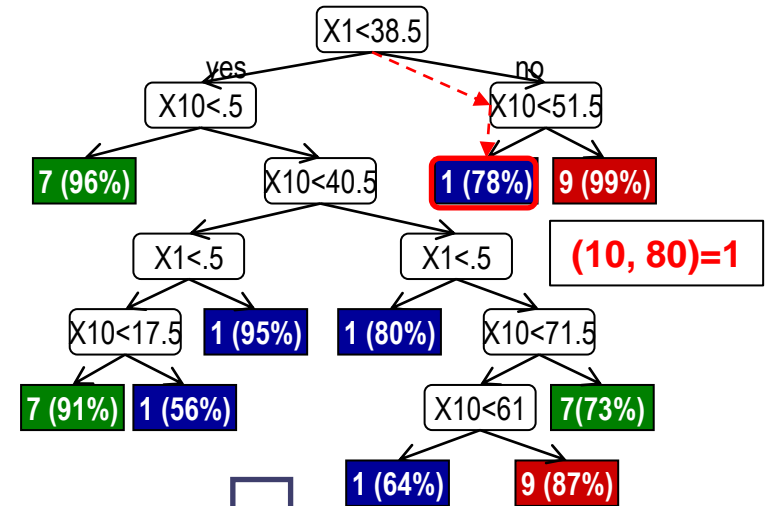 X1<38.5
yes
no
X10<.5
X10<51.5
7 (96%)
X10<40.5
1 (78%)
9 (99%)
X1<.5
X1<.5
(10, 80)=1
X10<17.5
1 (95%)
1 (80%)
X10<71.5
7 (91%)
1 (56%)
X10<61
7(73%)
1 (64%)
9 (87%)